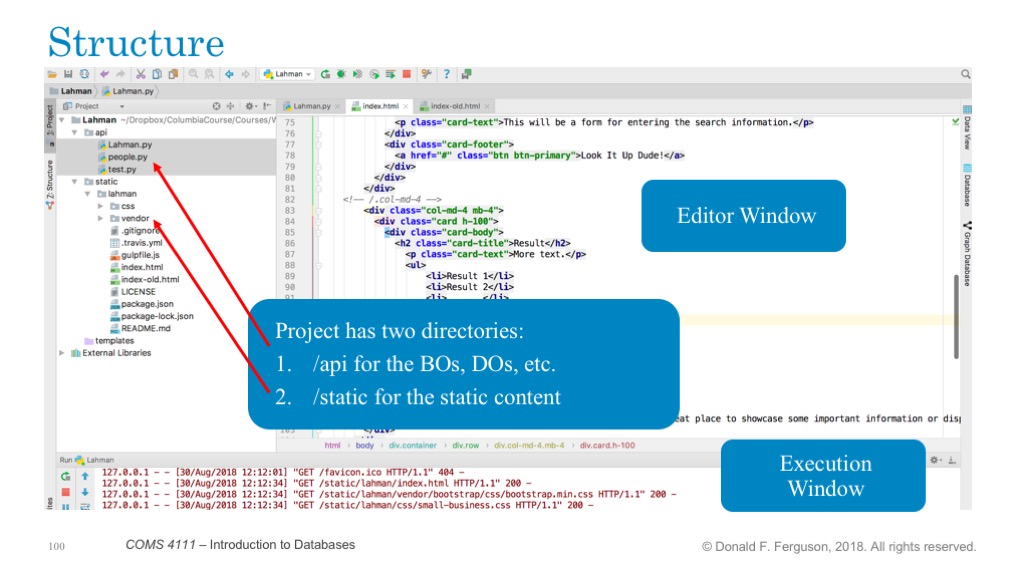 Structure
Lahman
Lahman
Lahman.py
Project
Lahman.py
index.html
index-old.html
Lahman ~/Dropbox/ColumbiaCourse/Courses/W
api
Lahman.py
people.py
test.py
static
lahman
css
vendor
.gitignore
.travis.yml
gulpfile.js
index.html
index-old.html
LICENSE
package.json
package-lock.json
README.md
templates
External Libraries
1: Project
Z: Structure
75 <p class="card-text">This will be a form for entering the search information.</p>
76 </div>
77 <div class="card-footer">
78 <a href="#" class="btn btn-primary">Look It Up Dude!</a>
79 </div>
80 </div>
81 </div>
82 <!-- /.col-md-4 -->
83 <div class="col-md-4 mb-4">
84 <div class="card h-100">
85 <div class="card-body">
86 <h2 class="card-title">Result</h2>
87 <p class="card-text">More text.</p>
88 <ul>
89 <li>Result 1</li>
90 <li>Result 2</li>
91 <li> </li>
eat place to showcase some important information or disp
103 </div>
Data View
Database
Graph Database
Editor Window
Project has two directories:
1. /api for the BOs, DOs, etc.
2. /static for the static content
html › body › div.container › div.row › div.col-md-4.mb-4 › div.card.h-100
Execution
Window
Run Lahman
127.0.0.1 - - [30/Aug/2018 12:12:01] "GET /favicon.ico HTTP/1.1" 404 -
127.0.0.1 - - [30/Aug/2018 12:12:34] "GET /static/lahman/index.html HTTP/1.1" 200 -
127.0.0.1 - - [30/Aug/2018 12:12:34] "GET /static/lahman/vendor/bootstrap/css/bootstrap.min.css HTTP/1.1" 200 -
127.0.0.1 - - [30/Aug/2018 12:12:34] "GET /static/lahman/css/small-business.css HTTP/1.1" 200 -
100
COMS 4111 – Introduction to Databases
© Donald F. Ferguson, 2018. All rights reserved.